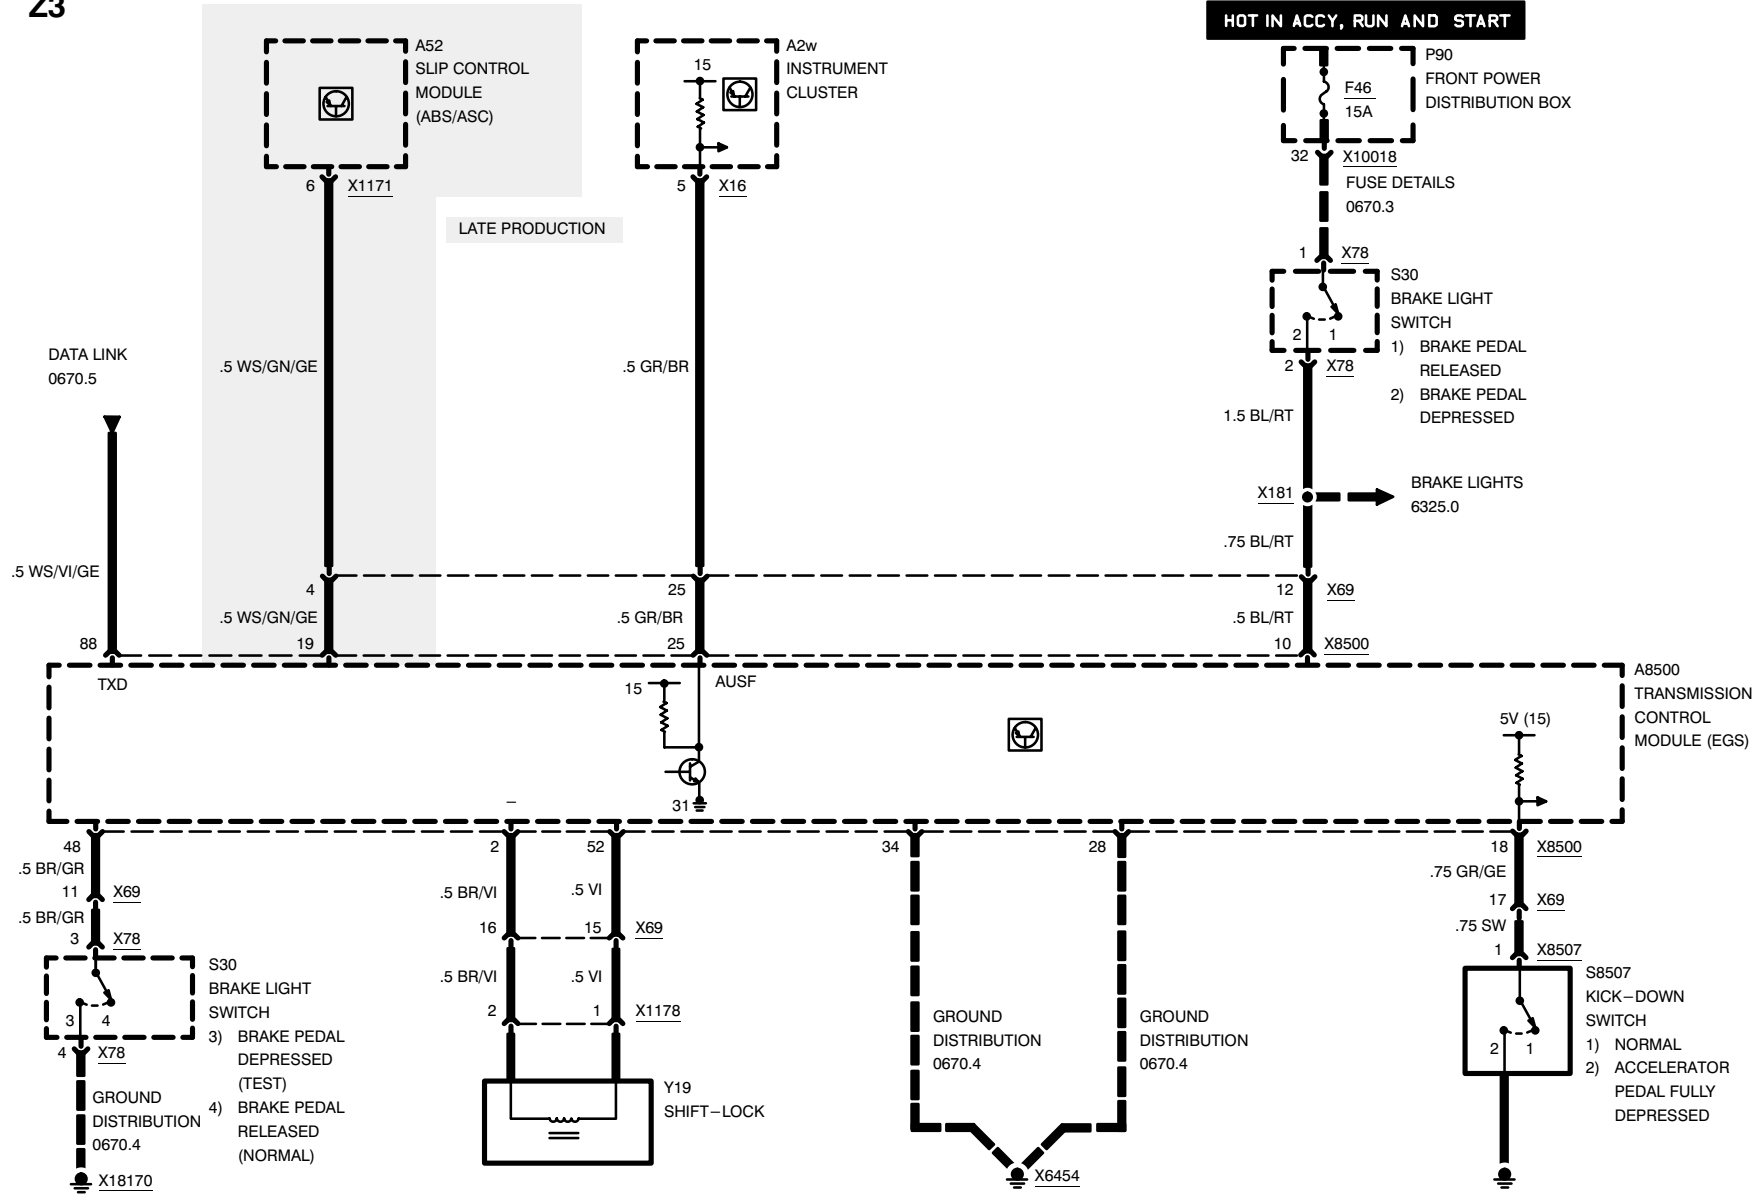 Z3
HOT IN ACCY, RUN AND START
A52
SLIP CONTROL
MODULE
(ABS/ASC)
6 X1171
A2w
INSTRUMENT
CLUSTER
15
5 X16
P90
FRONT POWER
DISTRIBUTION BOX
F46
15A
32 X10018
FUSE DETAILS
0670.3
LATE PRODUCTION
1 X78
S30
BRAKE LIGHT
SWITCH
1) BRAKE PEDAL
RELEASED
2) BRAKE PEDAL
DEPRESSED
2 1
2 X78
DATA LINK
0670.5
.5 WS/GN/GE
.5 GR/BR
1.5 BL/RT
X181
BRAKE LIGHTS
6325.0
.75 BL/RT
.5 WS/VI/GE
4 25 12 X69
.5 WS/GN/GE .5 GR/BR .5 BL/RT
88 19 25 10 X8500
TXD
15
AUSF
31
5V (15)
A8500
TRANSMISSION
CONTROL
MODULE (EGS)
–
48 2 52 34 28 18 X8500
.5 BR/GR
11 X69
.5 BR/GR
3 X78
S30
BRAKE LIGHT
SWITCH
3) BRAKE PEDAL
DEPRESSED
(TEST)
4) BRAKE PEDAL
RELEASED
(NORMAL)
3 4
4 X78
GROUND
DISTRIBUTION
0670.4
X18170
.5 BR/VI .5 VI
16 15 X69
.5 BR/VI .5 VI
2 1 X1178
Y19
SHIFT–LOCK
GROUND
DISTRIBUTION
0670.4
GROUND
DISTRIBUTION
0670.4
X6454
.75 GR/GE
17 X69
.75 SW
1 X8507
S8507
KICK–DOWN
SWITCH
1) NORMAL
2) ACCELERATOR
PEDAL FULLY
DEPRESSED
2 1